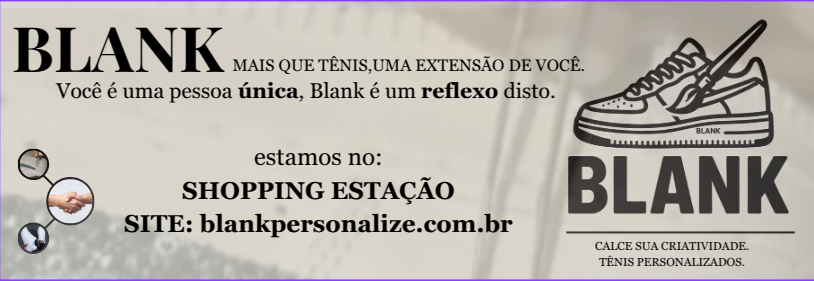 BLANK MAIS QUE TÊNIS,UMA EXTENSÃO DE VOCÊ.
Você é uma pessoa única, Blank é um reflexo disto.
estamos no:
SHOPPING ESTAÇÃO
SITE: blankpersonalize.com.br
BLANK
BLANK
CALCE SUA CRIATIVIDADE.
TÊNIS PERSONALIZADOS.